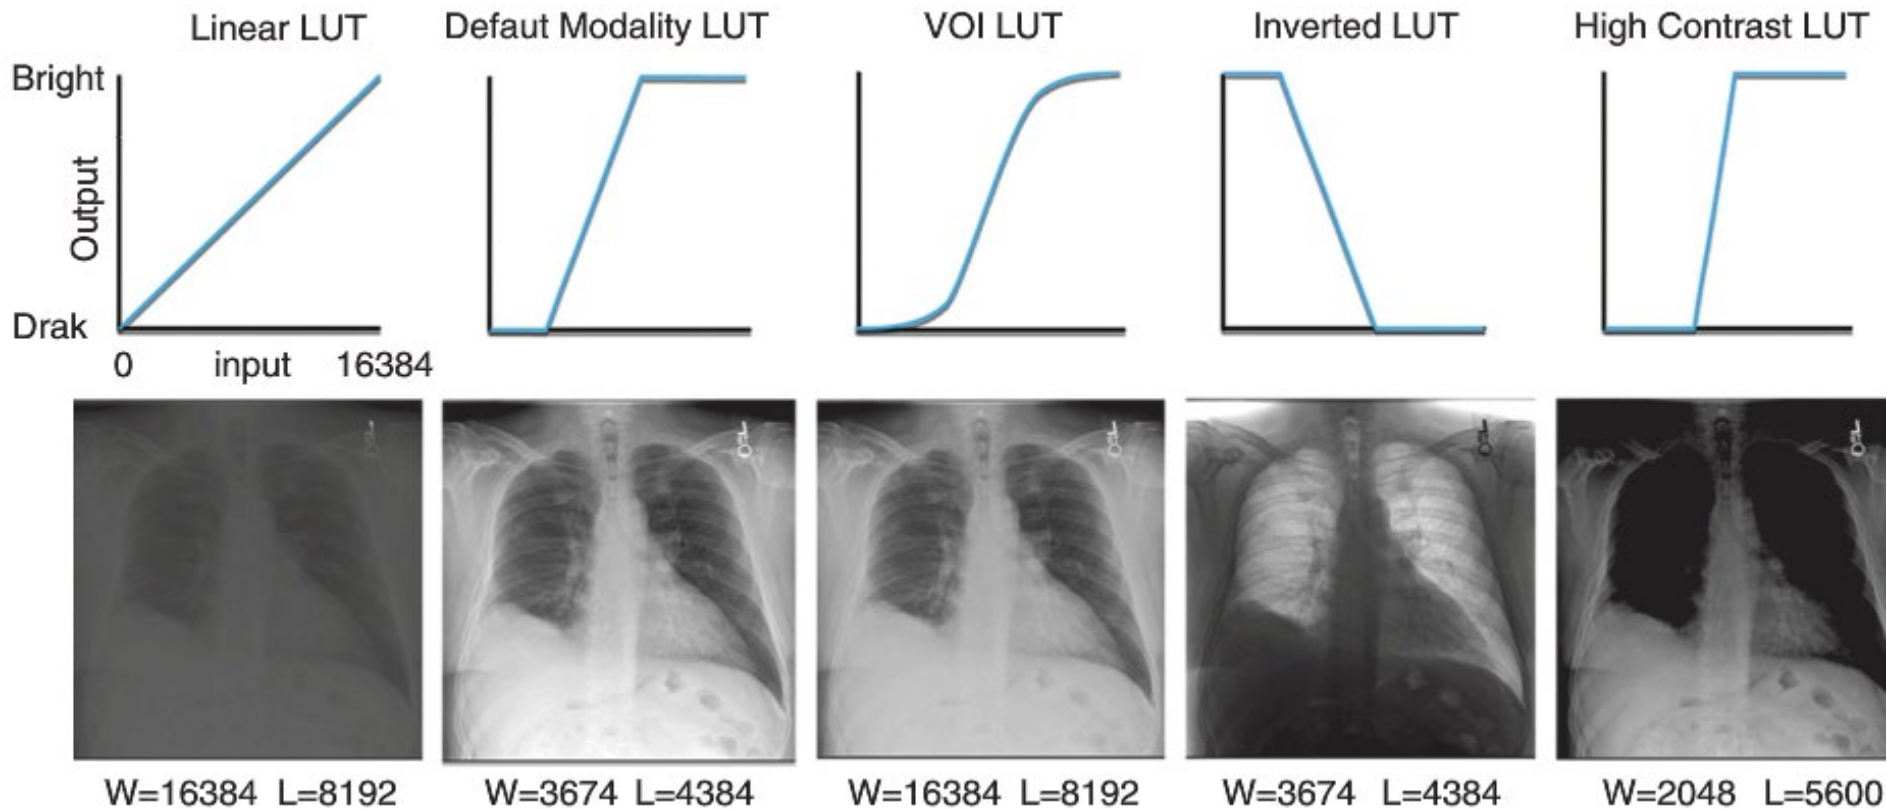 Linear LUT
Defaut Modality LUT
VOI LUT
Inverted LUT
High Contrast LUT
Bright
Output
Drak
0 input 16384
W=16384 L=8192
W=3674 L=4384
W=16384 L=8192
W=3674 L=4384
W=2048 L=5600